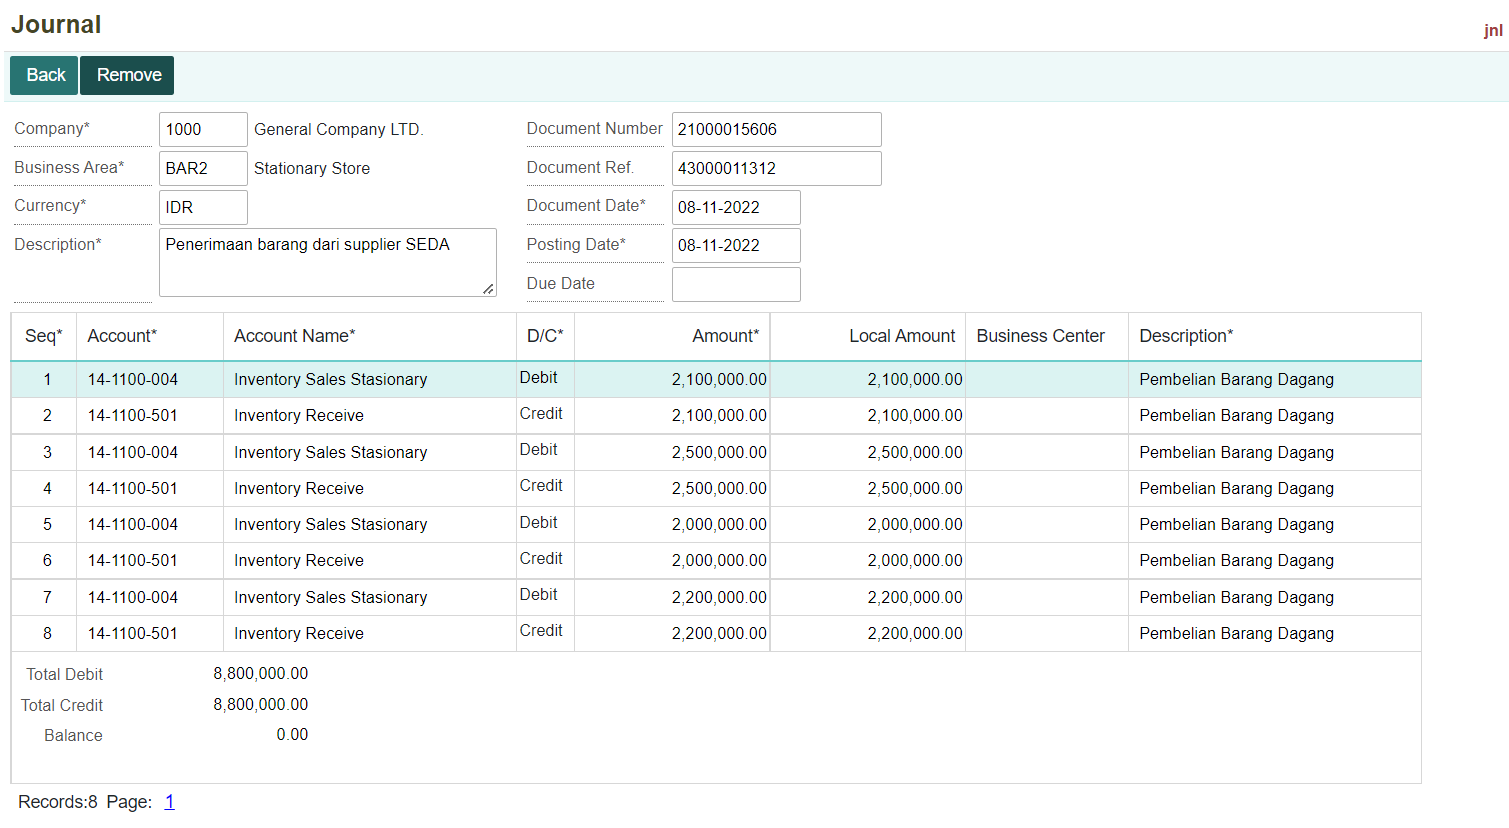 Journal
jnl
Back Remove
Company* 1000 General Company LTD. Document Number 21000015606
Business Area* BAR2 Stationary Store Document Ref. 43000011312
Currency* IDR Document Date* 08-11-2022
Description* Penerimaan barang dari supplier SEDA Posting Date* 08-11-2022
Due Date
Seq* Account* Account Name* D/C* Amount* Local Amount Business Center Description*
1 14-1100-004 Inventory Sales Stasionary Debit 2,100,000.00 2,100,000.00 Pembelian Barang Dagang
2 14-1100-501 Inventory Receive Credit 2,100,000.00 2,100,000.00 Pembelian Barang Dagang
3 14-1100-004 Inventory Sales Stasionary Debit 2,500,000.00 2,500,000.00 Pembelian Barang Dagang
4 14-1100-501 Inventory Receive Credit 2,500,000.00 2,500,000.00 Pembelian Barang Dagang
5 14-1100-004 Inventory Sales Stasionary Debit 2,000,000.00 2,000,000.00 Pembelian Barang Dagang
6 14-1100-501 Inventory Receive Credit 2,000,000.00 2,000,000.00 Pembelian Barang Dagang
7 14-1100-004 Inventory Sales Stasionary Debit 2,200,000.00 2,200,000.00 Pembelian Barang Dagang
8 14-1100-501 Inventory Receive Credit 2,200,000.00 2,200,000.00 Pembelian Barang Dagang
Total Debit 8,800,000.00
Total Credit 8,800,000.00
Balance 0.00
Records:8 Page: 1